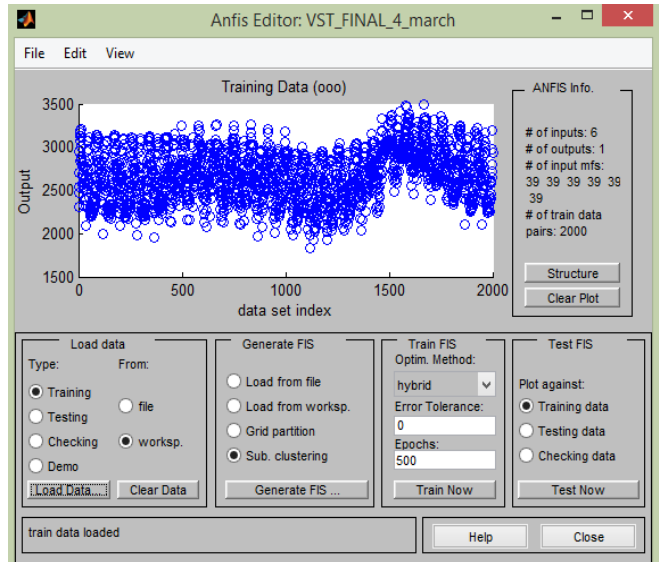 Anfis Editor: VST_FINAL_4_march
File Edit View
Training Data (ooo)
3500
3000
2500
2000
1500
Output
0 500 1000 1500 2000
data set index
ANFIS Info.
# of inputs: 6
# of outputs: 1
# of input mfs:
39 39 39 39 39
39
# of train data
pairs: 2000
Structure
Clear Plot
Load data
Type: From:
Training
Testing
Checking
Demo
file
worksp.
Load Data... Clear Data
Generate FIS
Load from file
Load from worksp.
Grid partition
Sub. clustering
Generate FIS ...
Train FIS
Optim. Method:
hybrid
Error Tolerance:
0
Epochs:
500
Train Now
Test FIS
Plot against:
Training data
Testing data
Checking data
Test Now
train data loaded
Help Close